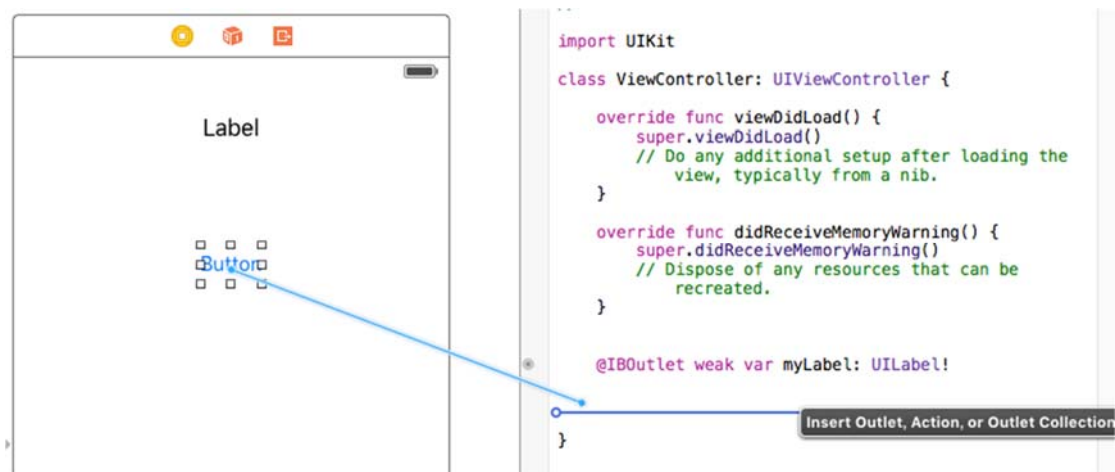 Label
Button
import UIKit
class ViewController: UIViewController {
override func viewDidLoad() {
super.viewDidLoad()
// Do any additional setup after loading the
view, typically from a nib.
}
override func didReceiveMemoryWarning() {
super.didReceiveMemoryWarning()
// Dispose of any resources that can be
recreated.
}
@IBOutlet weak var myLabel: UILabel!
Insert Outlet, Action, or Outlet Collection
}